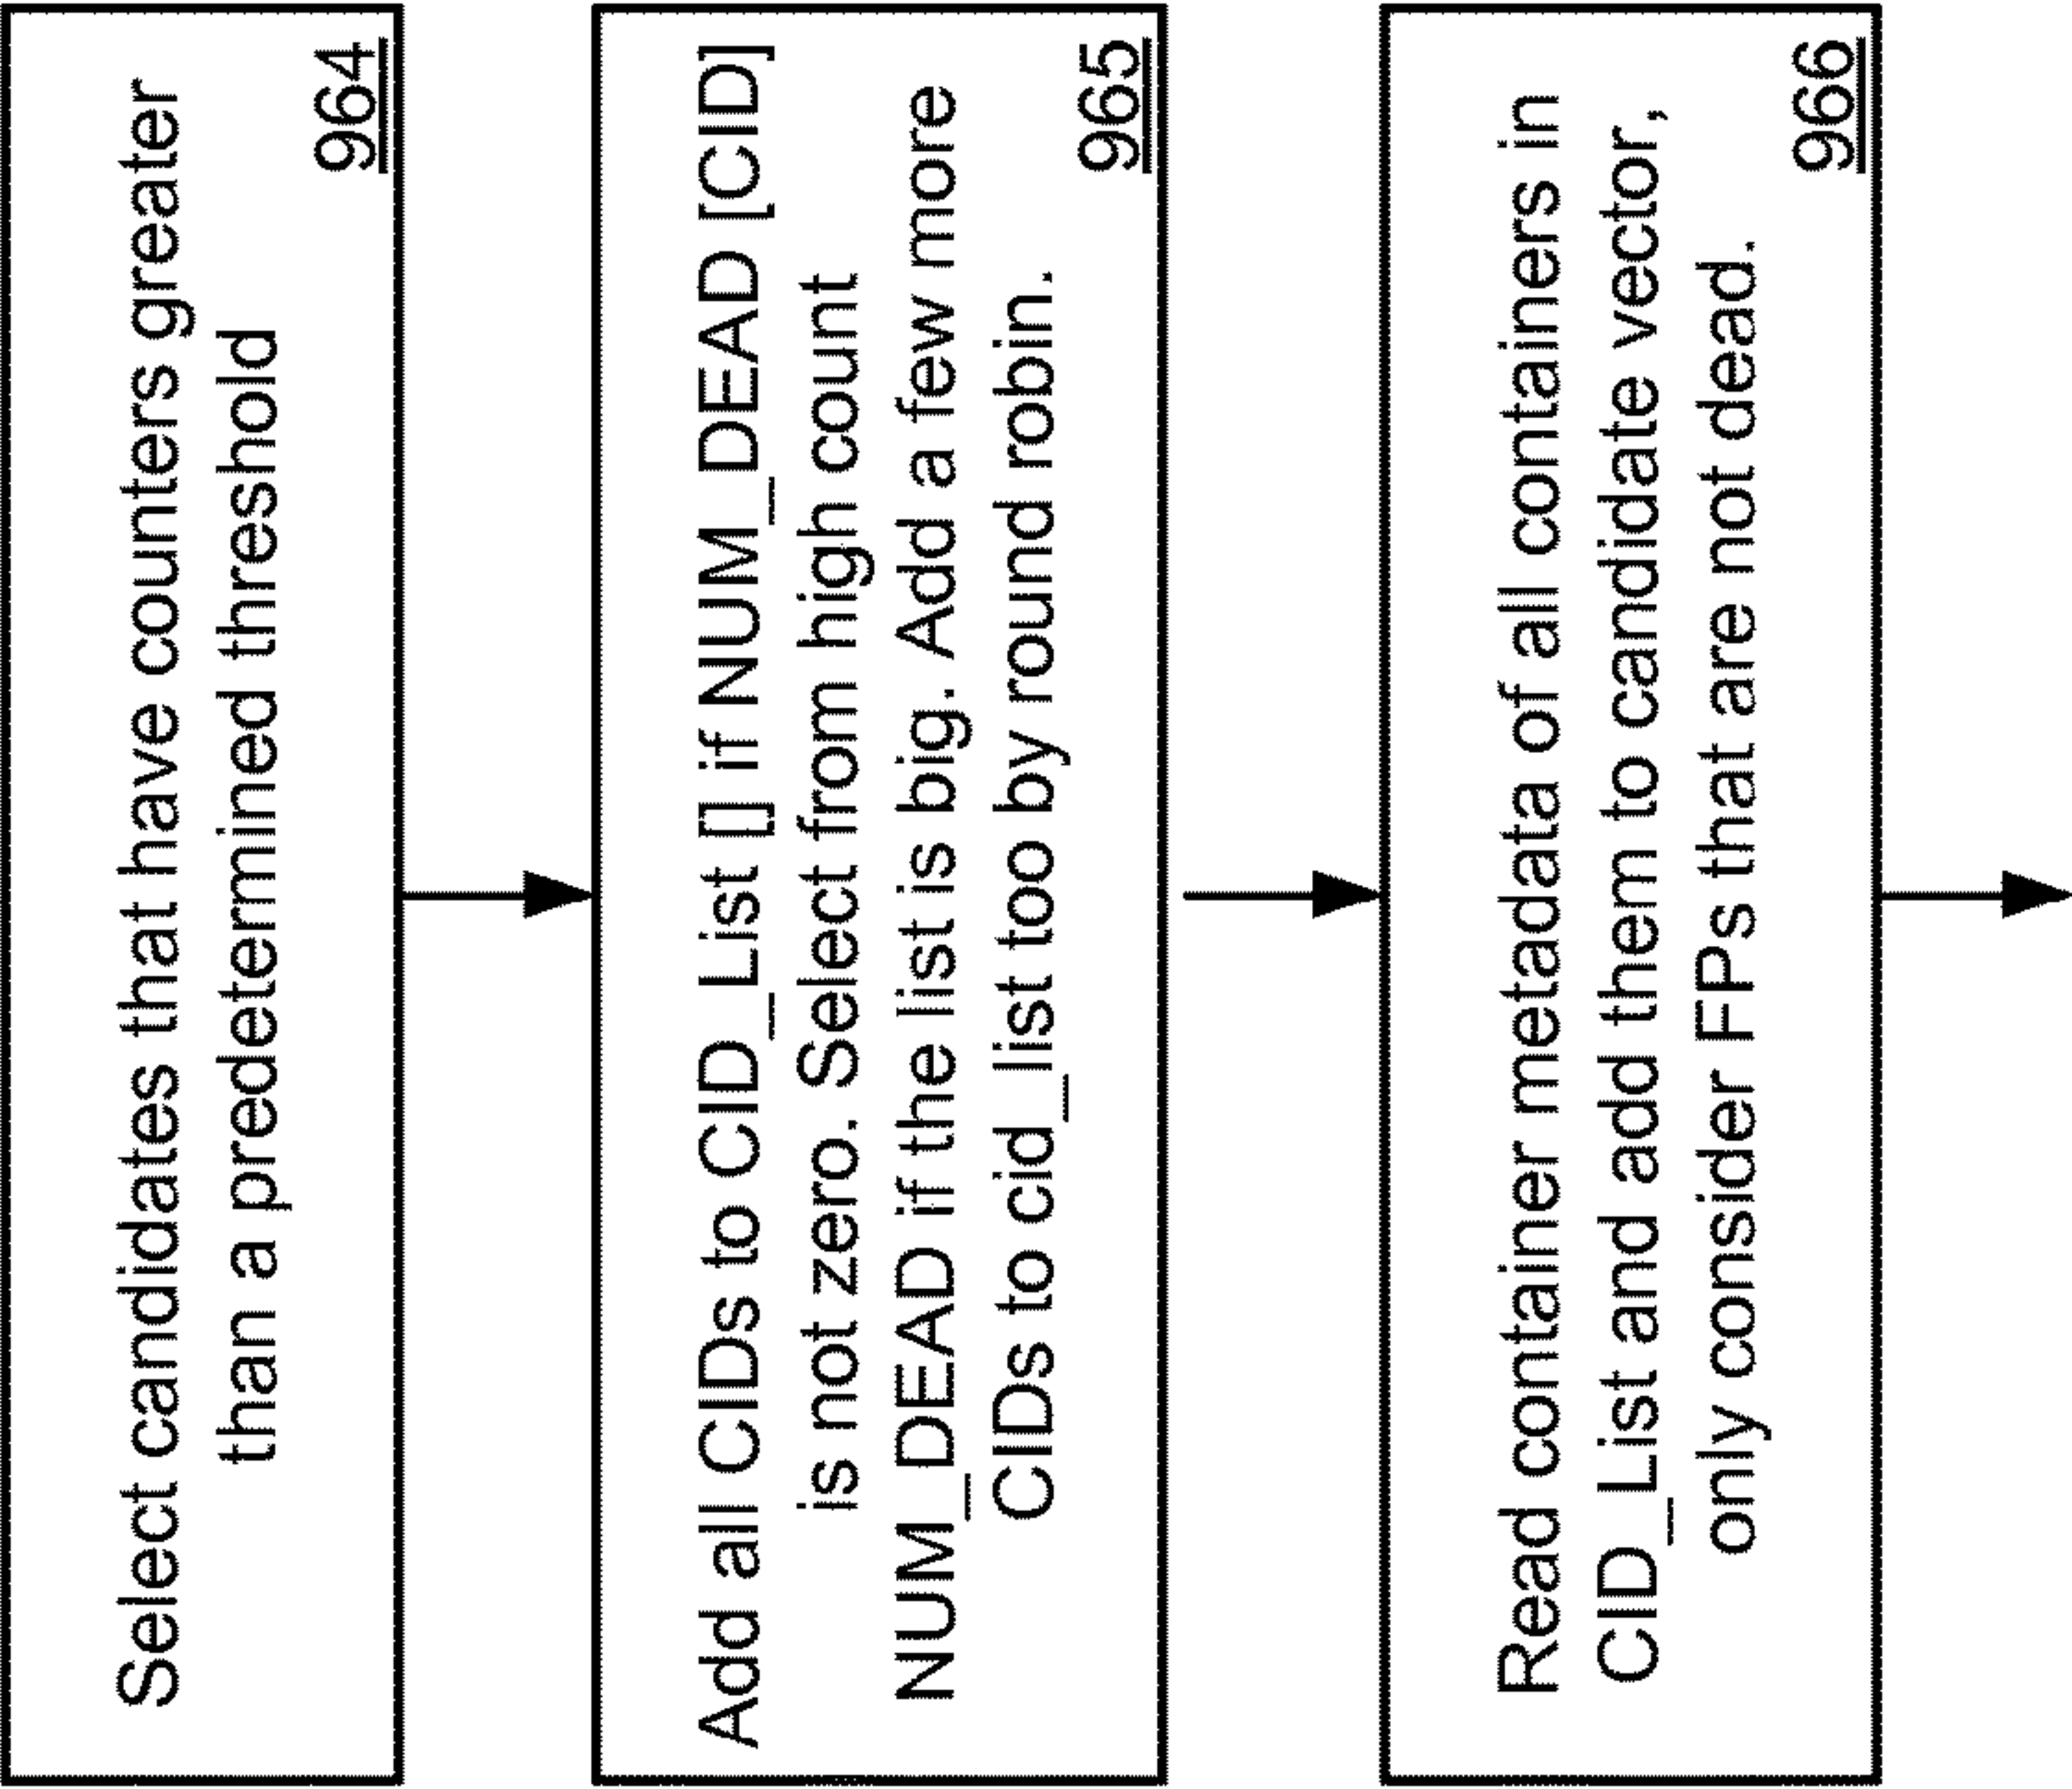 Select candidates that have counters greater
than a predetermined threshold
964
Add all CIDs to CID_List [] if NUM_DEAD [CID]
is not zero. Select from high count
NUM_DEAD if the list is big. Add a few more
CIDs to cid_list too by round robin.
965
Read container metadata of all containers in
CID_List and add them to candidate vector,
only consider FPs that are not dead.
966